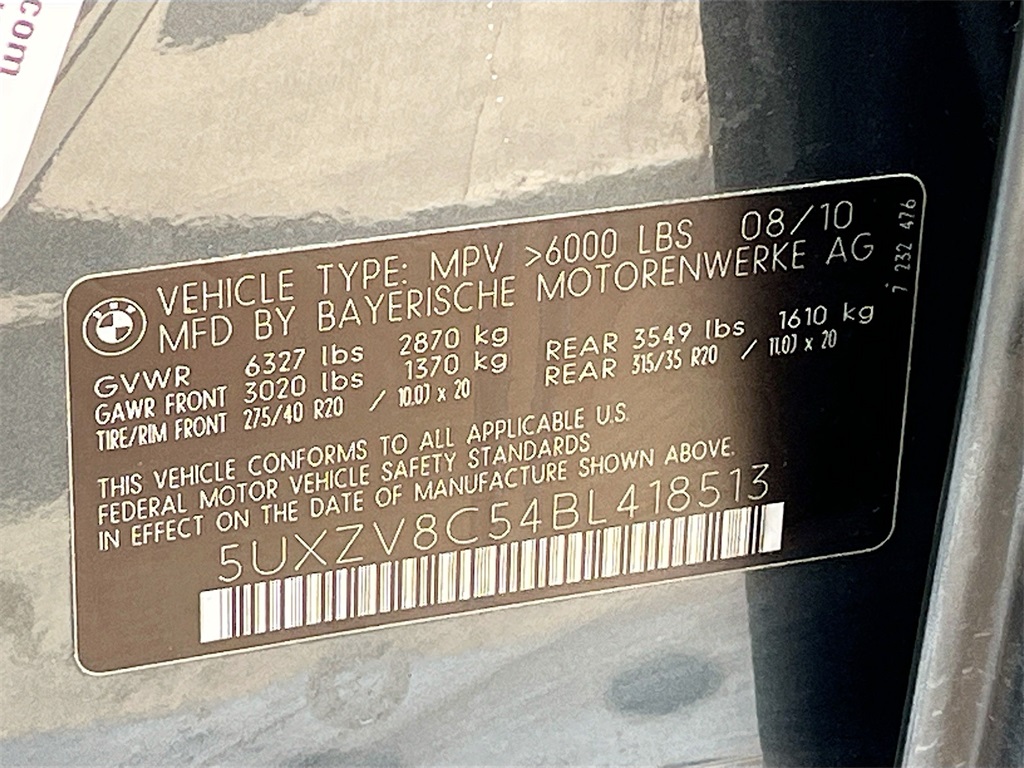 com
VEHICLE TYPE: MPV >6000 LBS 08/10
MFD BY BAYERISCHE MOTORENWERKE AG
7 232 476
GVWR 6327 lbs 2870 kg
GAWR FRONT 3020 lbs 1370 kg REAR 3549 lbs 1610 kg
TIRE/RIM FRONT 275/40 R20 / 10.0J x 20 REAR 315/35 R20 / 11.0J x 20
THIS VEHICLE CONFORMS TO ALL APPLICABLE U.S.
FEDERAL MOTOR VEHICLE SAFETY STANDARDS
IN EFFECT ON THE DATE OF MANUFACTURE SHOWN ABOVE.
5UXZV8C54BL418513